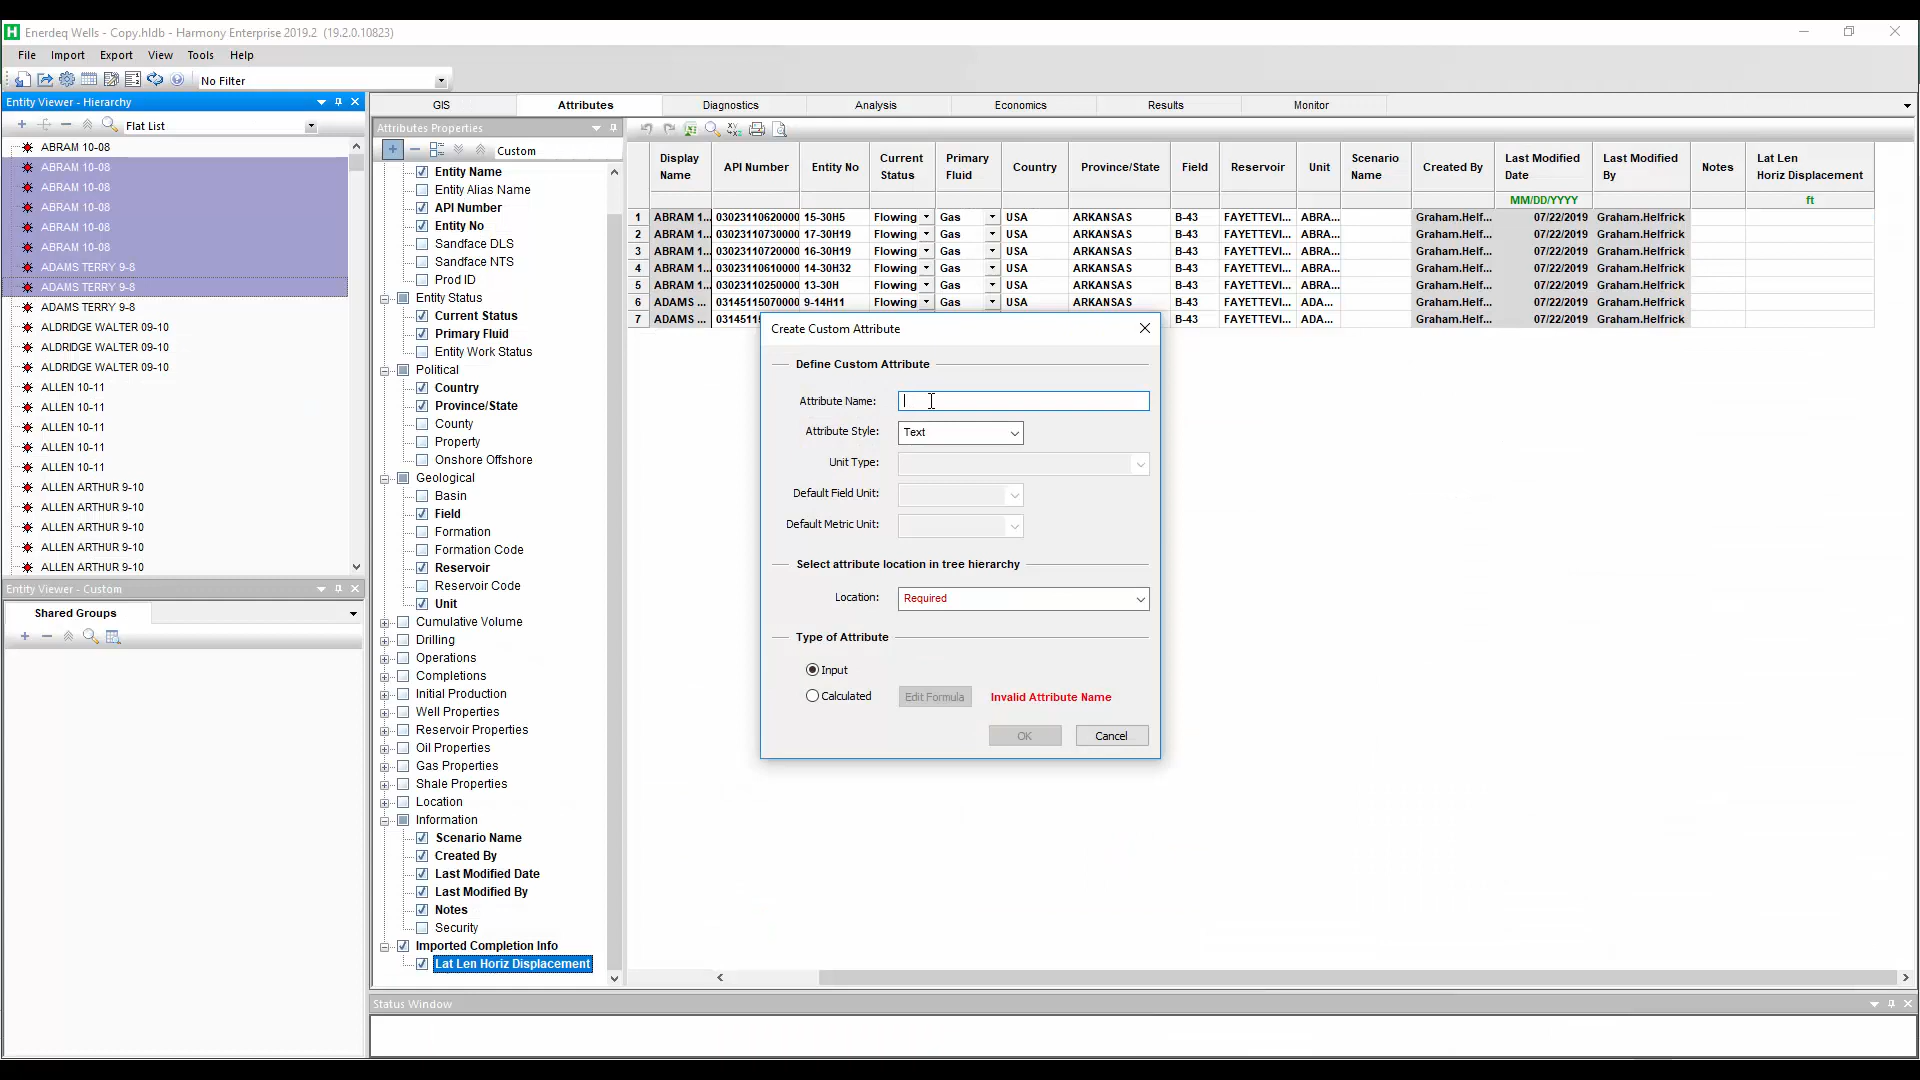 Enerdeq Wells - Copy.hldb - Harmony Enterprise 2019.2 (19.2.0.10823)
File Import Export View Tools Help
No Filter
Entity Viewer - Hierarchy
Flat List
ABRAM 10-08
ABRAM 10-08
ABRAM 10-08
ABRAM 10-08
ABRAM 10-08
ABRAM 10-08
ADAMS TERRY 9-8
ADAMS TERRY 9-8
ADAMS TERRY 9-8
ALDRIDGE WALTER 09-10
ALDRIDGE WALTER 09-10
ALDRIDGE WALTER 09-10
ALLEN 10-11
ALLEN 10-11
ALLEN 10-11
ALLEN 10-11
ALLEN 10-11
ALLEN ARTHUR 9-10
ALLEN ARTHUR 9-10
ALLEN ARTHUR 9-10
ALLEN ARTHUR 9-10
ALLEN ARTHUR 9-10
Entity Viewer - Custom
Shared Groups
GIS Attributes Diagnostics Analysis Economics Results Monitor
Attributes Properties
Custom
Entity Name
Entity Alias Name
API Number
Entity No
Sandface DLS
Sandface NTS
Prod ID
Entity Status
Current Status
Primary Fluid
Entity Work Status
Political
Country
Province/State
County
Property
Onshore Offshore
Geological
Basin
Field
Formation
Formation Code
Reservoir
Reservoir Code
Unit
Cumulative Volume
Drilling
Operations
Completions
Initial Production
Well Properties
Reservoir Properties
Oil Properties
Gas Properties
Shale Properties
Location
Information
Scenario Name
Created By
Last Modified Date
Last Modified By
Notes
Security
Imported Completion Info
Lat Len Horiz Displacement
Display Name API Number Entity No Current Status Primary Fluid Country Province/State Field Reservoir Unit Scenario Name Created By Last Modified Date Last Modified By Notes Lat Len Horiz Displacement
MM/DD/YYYY ft
1 ABRAM 1... 03023110620000 15-30H5 Flowing Gas USA ARKANSAS B-43 FAYETTEVI... ABRA... Graham.Helf... 07/22/2019 Graham.Helfrick
2 ABRAM 1... 03023110730000 17-30H19 Flowing Gas USA ARKANSAS B-43 FAYETTEVI... ABRA... Graham.Helf... 07/22/2019 Graham.Helfrick
3 ABRAM 1... 03023110720000 16-30H19 Flowing Gas USA ARKANSAS B-43 FAYETTEVI... ABRA... Graham.Helf... 07/22/2019 Graham.Helfrick
4 ABRAM 1... 03023110610000 14-30H32 Flowing Gas USA ARKANSAS B-43 FAYETTEVI... ABRA... Graham.Helf... 07/22/2019 Graham.Helfrick
5 ABRAM 1... 03023110250000 13-30H Flowing Gas USA ARKANSAS B-43 FAYETTEVI... ABRA... Graham.Helf... 07/22/2019 Graham.Helfrick
6 ADAMS ... 03145115070000 9-14H11 Flowing Gas USA ARKANSAS B-43 FAYETTEVI... ADA... Graham.Helf... 07/22/2019 Graham.Helfrick
7 ADAMS ... B-43 FAYETTEVI... ADA... Graham.Helf... 07/22/2019 Graham.Helfrick
Create Custom Attribute
Define Custom Attribute
Attribute Name:
Attribute Style: Text
Unit Type:
Default Field Unit:
Default Metric Unit:
Select attribute location in tree hierarchy
Location: Required
Type of Attribute
Input
Calculated Edit Formula Invalid Attribute Name
OK Cancel
Status Window